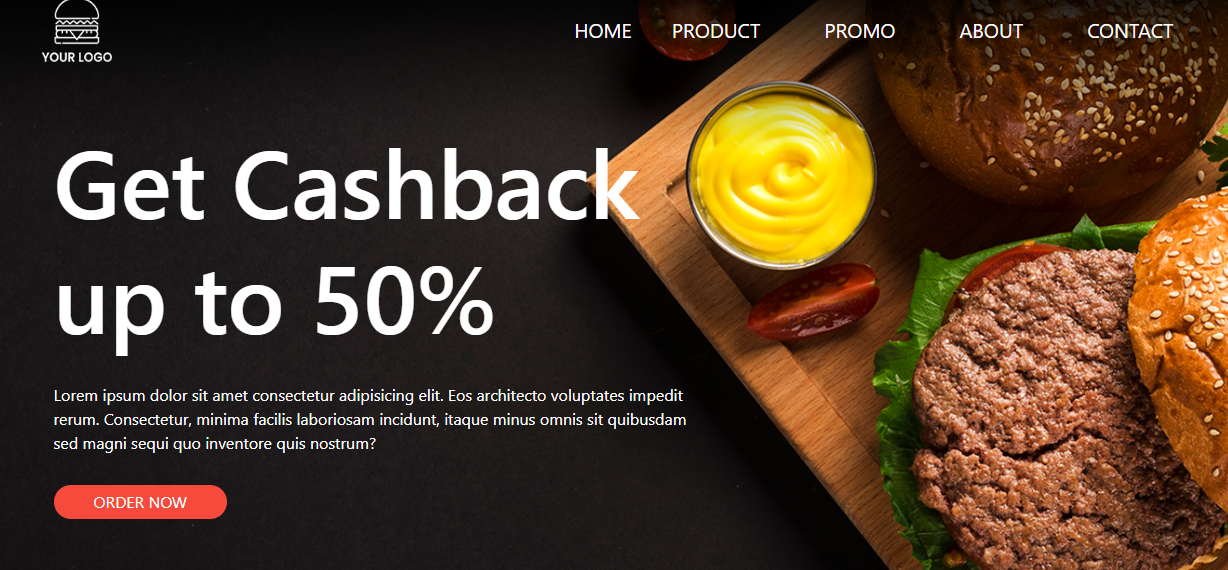 YOUR LOGO
HOME PRODUCT PROMO ABOUT CONTACT
Get Cashback
up to 50%
Lorem ipsum dolor sit amet consectetur adipisicing elit. Eos architecto voluptates impedit
rerum. Consectetur, minima facilis laboriosam incidunt, itaque minus omnis sit quibusdam
sed magni sequi quo inventore quis nostrum?
ORDER NOW